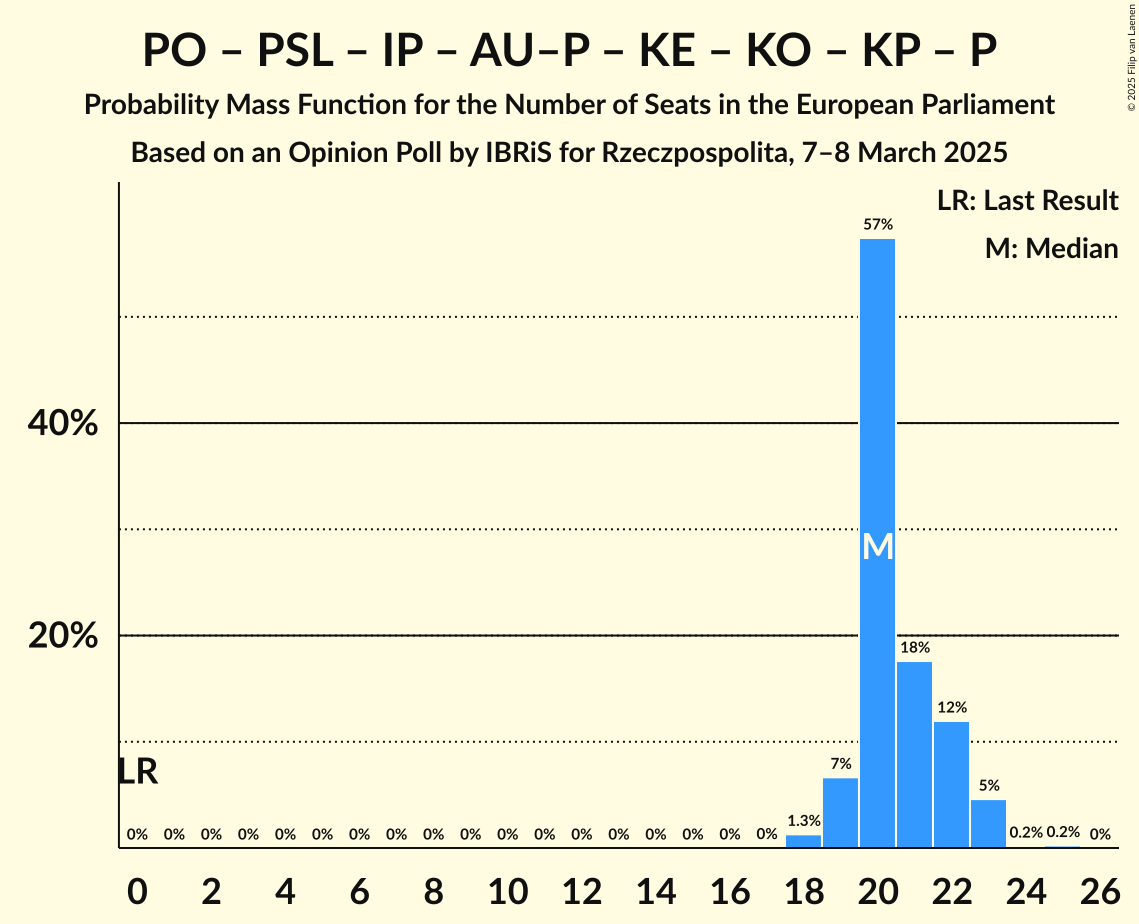 PO – PSL – IP – AU–P – KE – KO – KP – P
Probability Mass Function for the Number of Seats in the European Parliament
Based on an Opinion Poll by IBRiS for Rzeczpospolita, 7–8 March 2025
© 2025 Filip van Laenen
LR: Last Result
M: Median
57%
40%
M
20%
18%
12%
LR
7%
5%
0% 0% 0% 0% 0% 0% 0% 0% 0% 0% 0% 0% 0% 0% 0% 0% 0% 0% 1.3% 0.2% 0.2% 0%
0 2 4 6 8 10 12 14 16 18 20 22 24 26